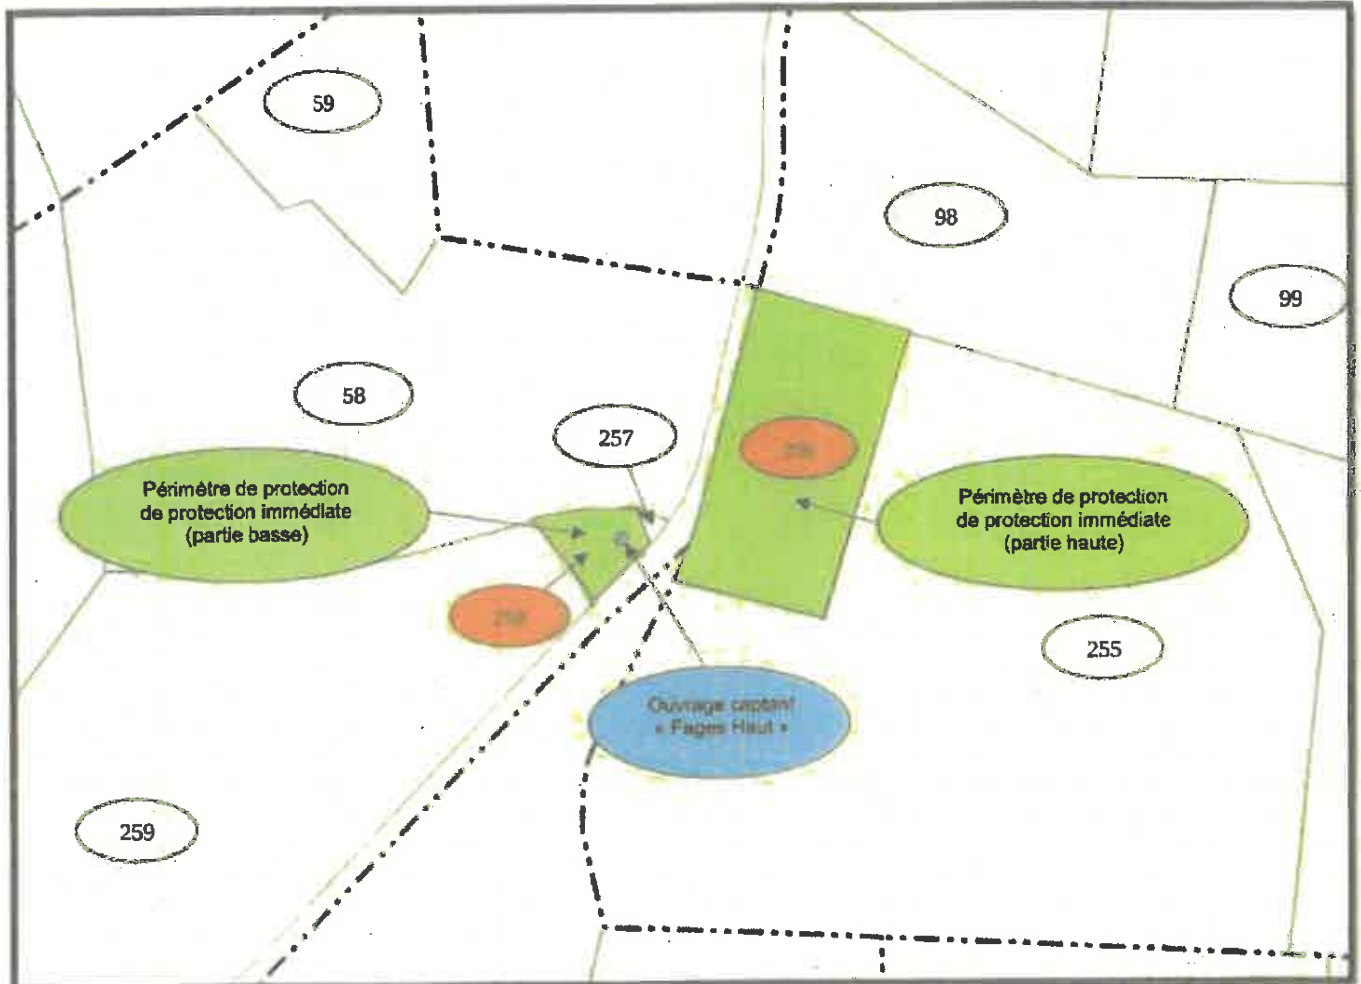 59
98
99
58
257
Périmètre de protection
de protection immédiate
(partie basse)
Périmètre de protection
de protection immédiate
(partie haute)
255
Ouvrage captant
« Fages Haut »
259